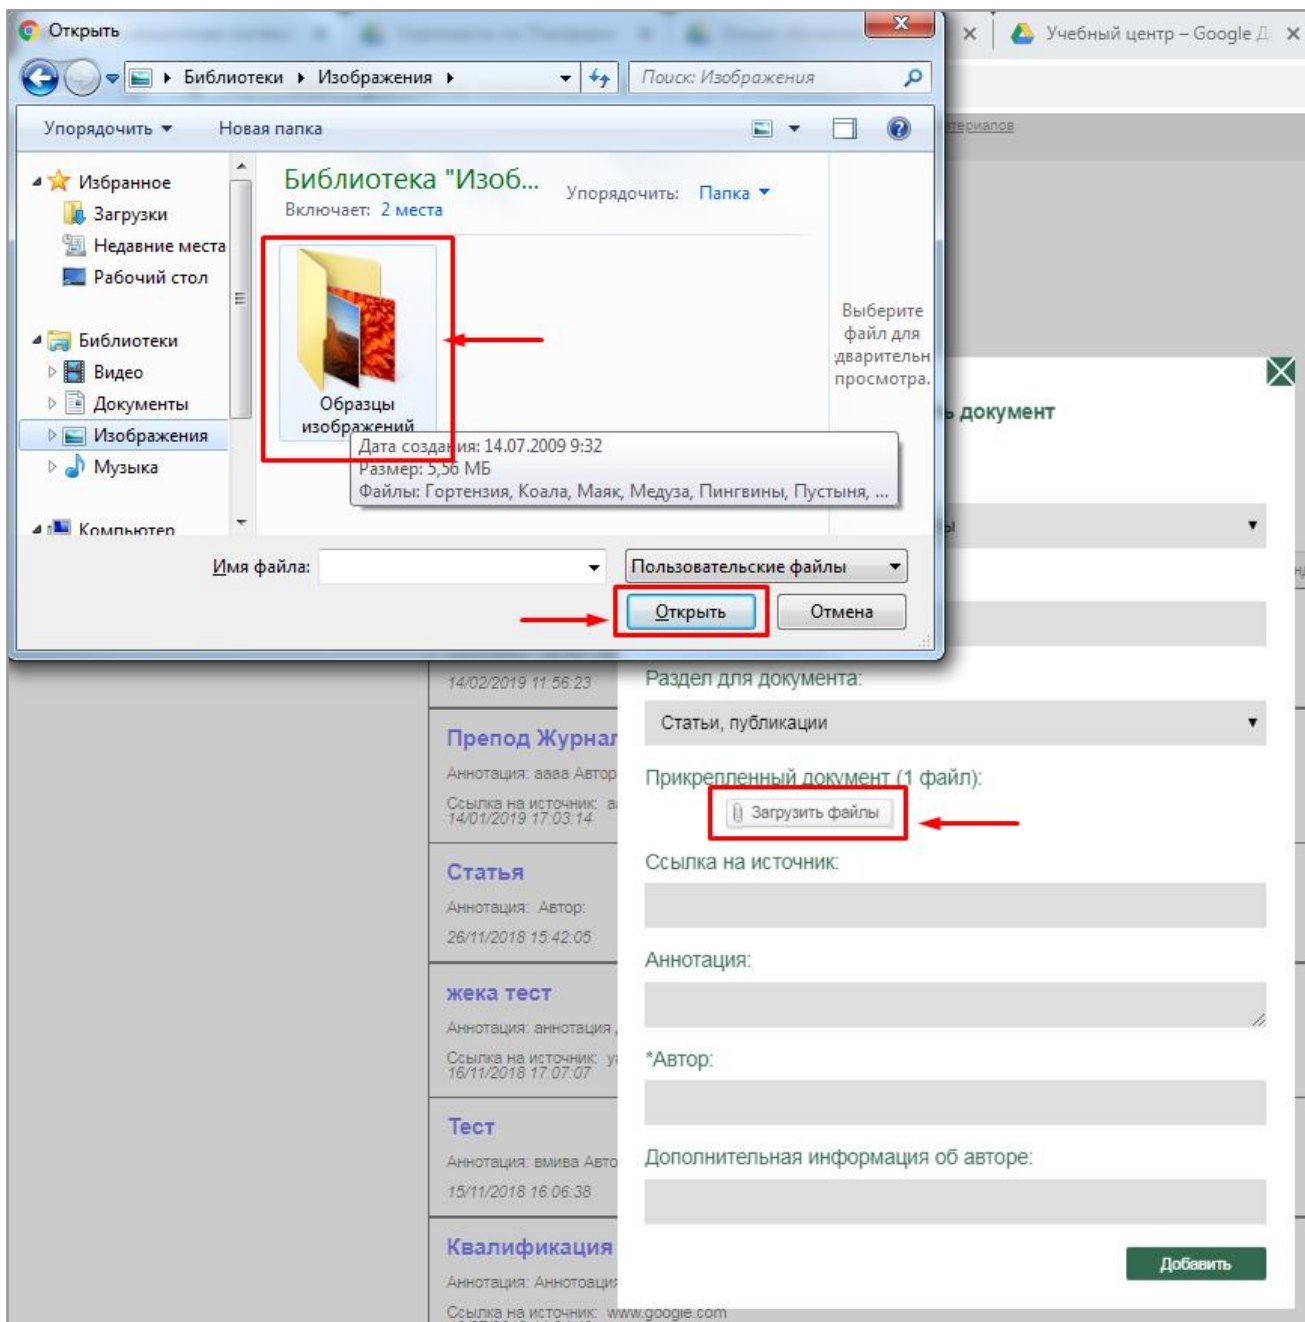 Открыть
Учебный центр – Google Д
Библиотеки
Изображения
Поиск: Изображения
Упорядочить
Новая папка
Избранное
Загрузки
Недавние места
Рабочий стол
Библиотеки
Видео
Документы
Изображения
Музыка
Компьютер
Библиотека "Изоб...
Включает: 2 места
Упорядочить: Папка
Образцы
изображений
Дата создания: 14.07.2009 9:32
Размер: 5,56 МБ
Файлы: Гортензия, Коала, Маяк, Медуза, Пингвины, Пустыня, ...
Выберите
файл для
просмотра.
Имя файла:
Пользовательские файлы
Открыть
Отмена
документ
Раздел для документа:
Статьи, публикации
Прикрепленный документ (1 файл):
Загрузить файлы
Ссылка на источник:
Аннотация:
*Автор:
Дополнительная информация об авторе:
Добавить
14/02/2019 11:56:23
Препод Журнал
Аннотация: аааа Автор
Ссылка на источник:
14/01/2019 17:03:14
Статья
Аннотация: Автор:
26/11/2018 15:42:05
жека тест
Аннотация: аннотация
Ссылка на источник:
16/11/2018 17:07:07
Тест
Аннотация: вмива Авто
15/11/2018 16:06:38
Квалификация
Аннотация: Аннотоация
Ссылка на источник: www.google.com